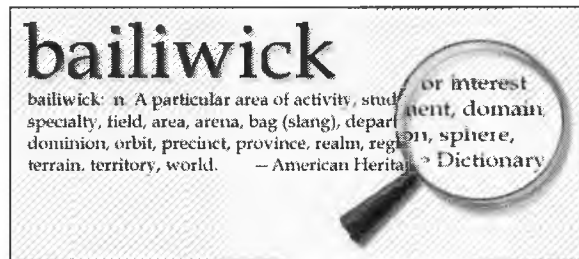 bailiwick
bailiwick: n. A particular area of activity, stud or interest
specialty, field, area, arena, bag (slang), depart ment, domain,
dominion, orbit, precinct, province, realm, reg on, sphere,
terrain, territory, world. — American Herita e Dictionary